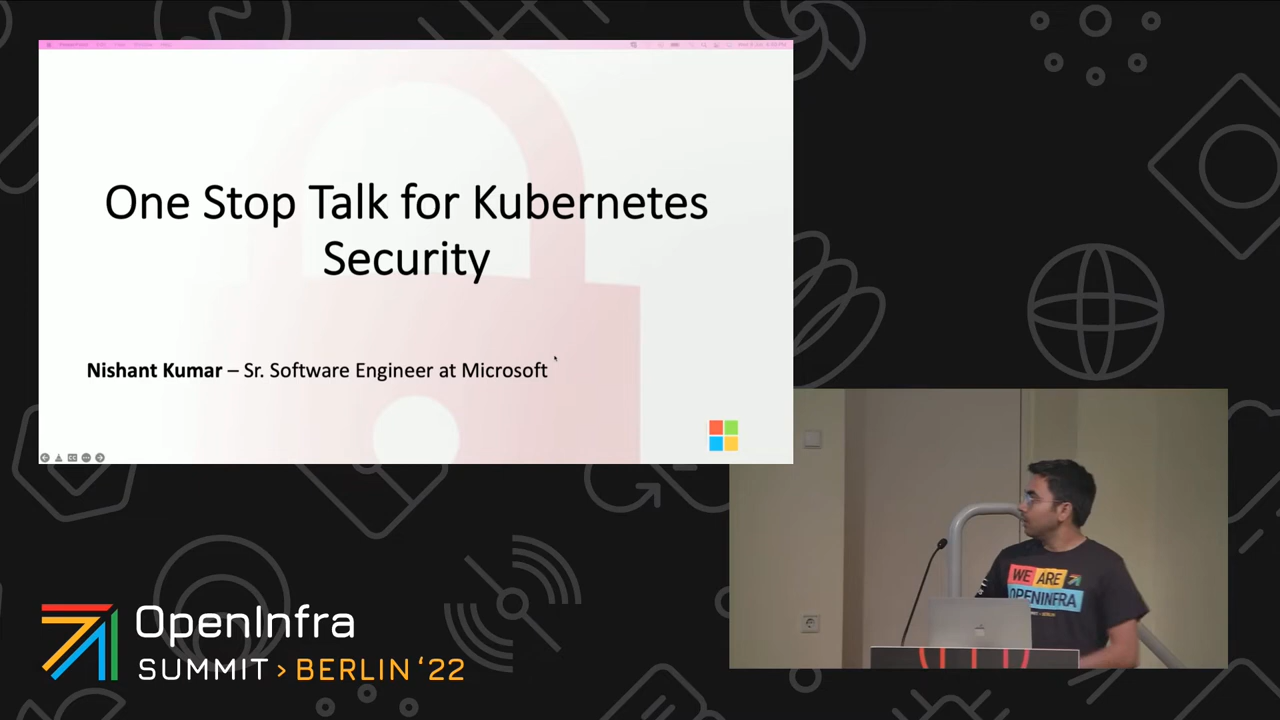 One Stop Talk for Kubernetes
Security
Nishant Kumar – Sr. Software Engineer at Microsoft
WE ARE
OPENINFRA
OpenInfra
SUMMIT > BERLIN ‘22